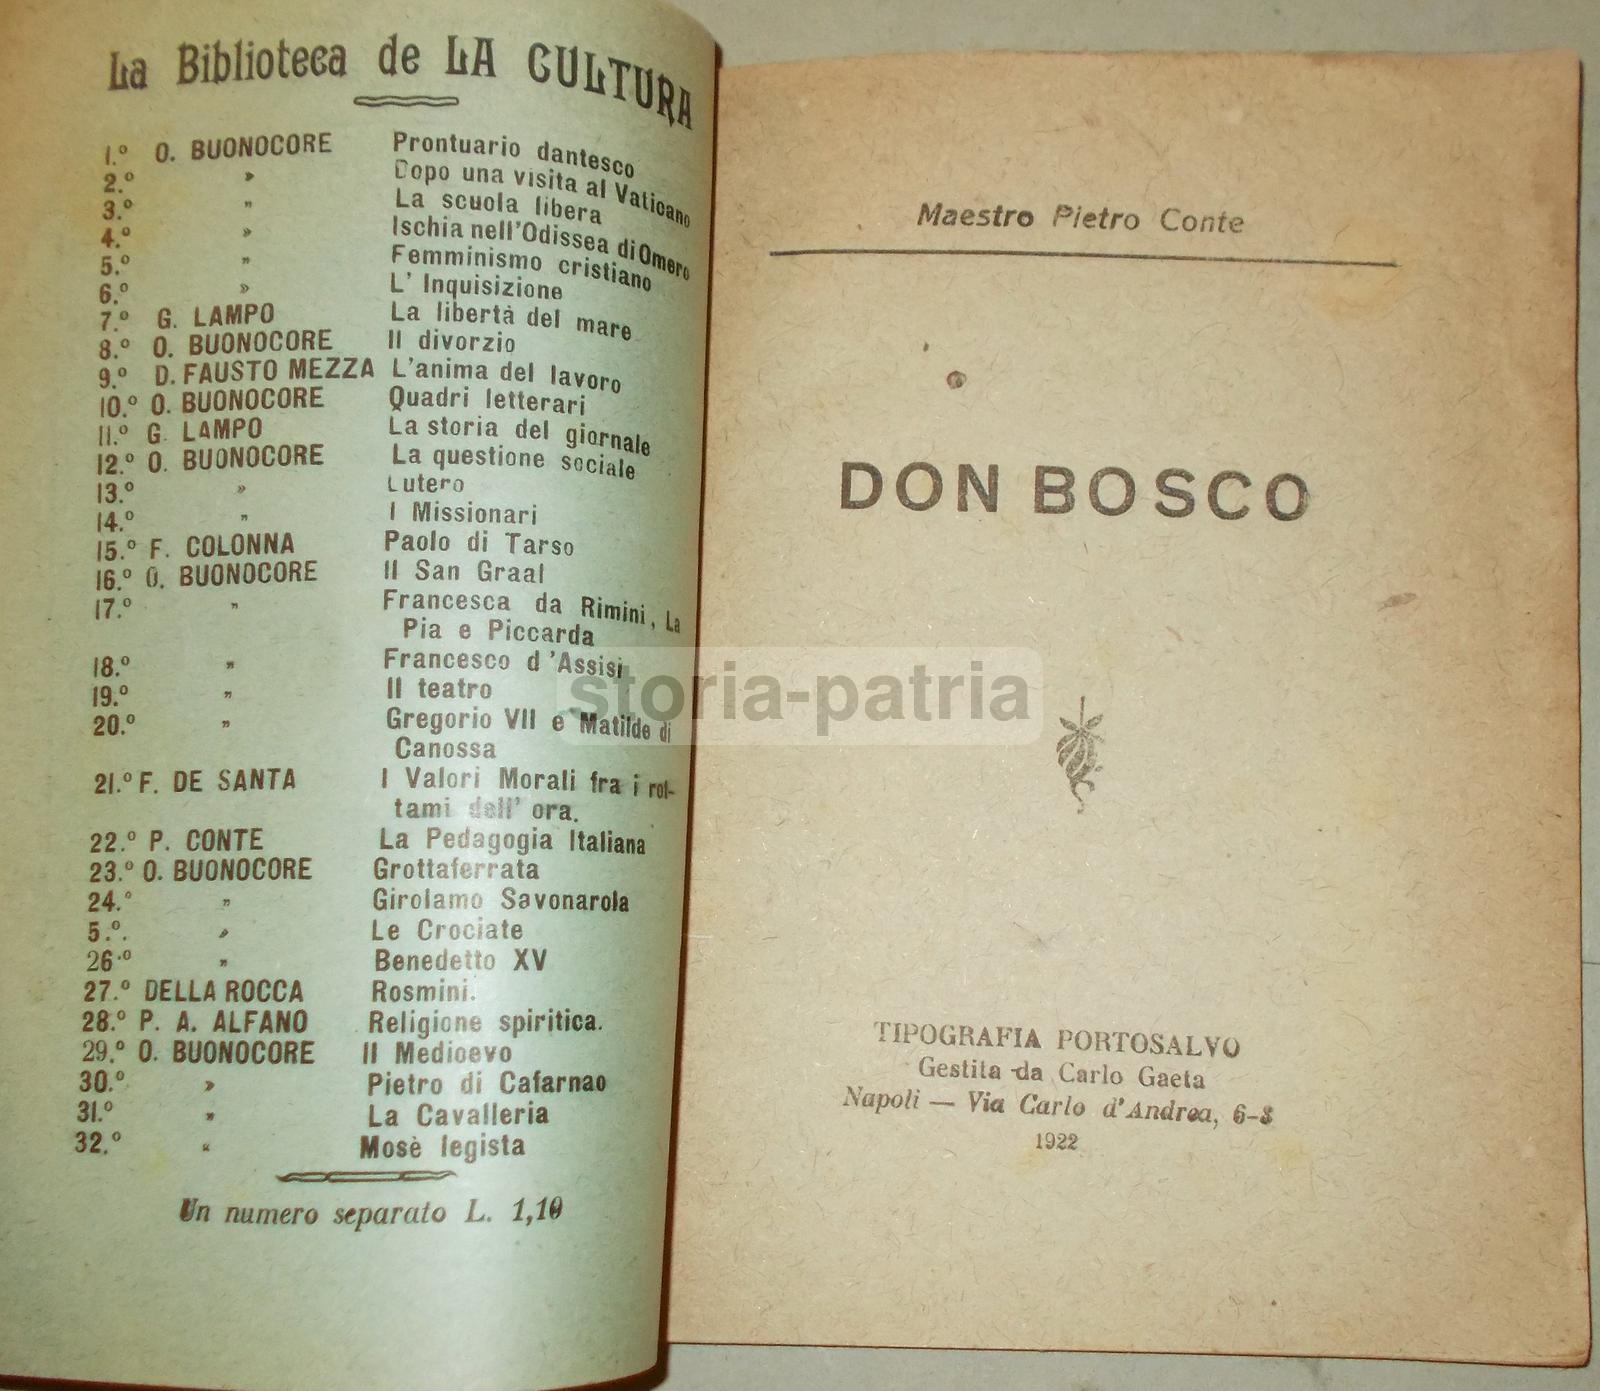 La Biblioteca de LA CULTURA
1.º O. BUONOCORE Prontuario dantesco
2.º » Dopo una visita al Vaticano
3.º " La scuola libera
4.º » Ischia nell'Odissea di Omero
5.º " Femminismo cristiano
6.º » L' Inquisizione
7.º G. LAMPO La libertà del mare
8.º O. BUONOCORE Il divorzio
9.º D. FAUSTO MEZZA L'anima del lavoro
10.º O. BUONOCORE Quadri letterari
11.º G. LAMPO La storia del giornale
12.º O. BUONOCORE La questione sociale
13.º » Lutero
14.º " I Missionari
15.º F. COLONNA Paolo di Tarso
16.º O. BUONOCORE Il San Graal
17.º " Francesca da Rimini, La
Pia e Piccarda
18.º " Francesco d'Assisi
19.º " Il teatro
20.º " Gregorio VII e Matilde di
Canossa
21.º F. DE SANTA I Valori Morali fra i rot-
tami dell' ora.
22.º P. CONTE La Pedagogia Italiana
23.º O. BUONOCORE Grottaferrata
24.º " Girolamo Savonarola
5.º. » Le Crociate
26.º " Benedetto XV
27.º DELLA ROCCA Rosmini.
28.º P. A. ALFANO Religione spiritica.
29.º O. BUONOCORE Il Medioevo
30.º » Pietro di Cafarnao
31.º " La Cavalleria
32.º « Mosè legista
Un numero separato L. 1,10
Maestro Pietro Conte
DON BOSCO
storia-patria
TIPOGRAFIA PORTOSALVO
Gestita da Carlo Gaeta
Napoli — Via Carlo d'Andrea, 6-8
1922